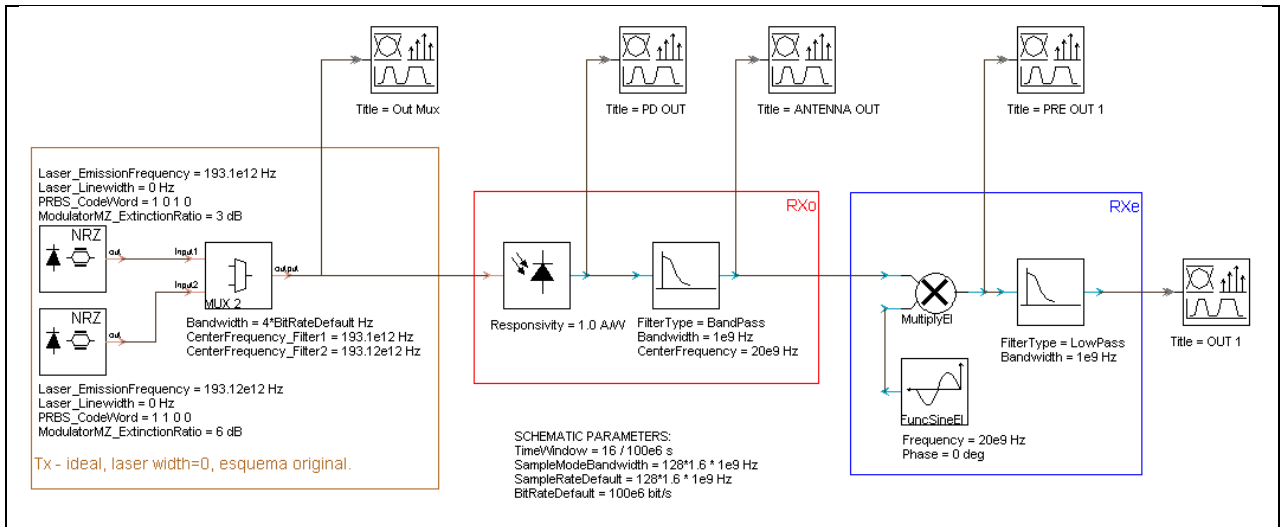 Title = Out Mux
Title = PD OUT
Title = ANTENNA OUT
Title = PRE OUT 1
Laser_EmissionFrequency = 193.1e12 Hz
Laser_Linewidth = 0 Hz
PRBS_CodeWord = 1 0 1 0
ModulatorMZ_ExtinctionRatio = 3 dB
NRZ
out
Input1
Input2
output
MUX 2
NRZ
out
Bandwidth = 4*BitRateDefault Hz
CenterFrequency_Filter1 = 193.1e12 Hz
CenterFrequency_Filter2 = 193.12e12 Hz
Laser_EmissionFrequency = 193.12e12 Hz
Laser_Linewidth = 0 Hz
PRBS_CodeWord = 1 1 0 0
ModulatorMZ_ExtinctionRatio = 6 dB
Tx - ideal, laser width=0, esquema original.
RXo
Responsivity = 1.0 A/W
FilterType = BandPass
Bandwidth = 1e9 Hz
CenterFrequency = 20e9 Hz
SCHEMATIC PARAMETERS:
TimeWindow = 16 / 100e6 s
SampleModeBandwidth = 128*1.6 * 1e9 Hz
SampleRateDefault = 128*1.6 * 1e9 Hz
BitRateDefault = 100e6 bit/s
RXe
MultiplyEl
FilterType = LowPass
Bandwidth = 1e9 Hz
FuncSineEl
Frequency = 20e9 Hz
Phase = 0 deg
Title = OUT 1